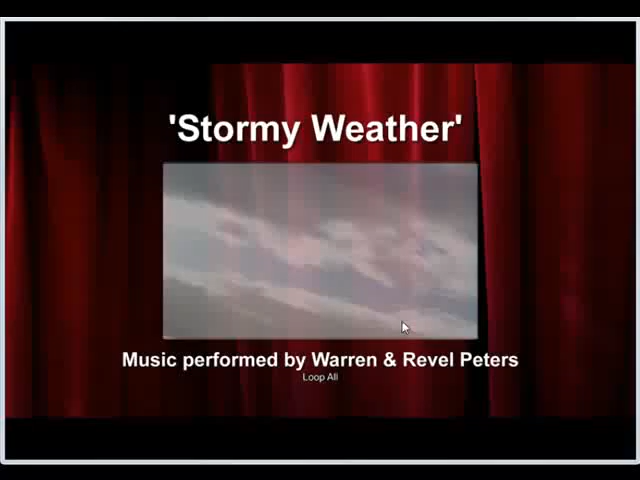 'Stormy Weather'
Music performed by Warren & Revel Peters
Loop All